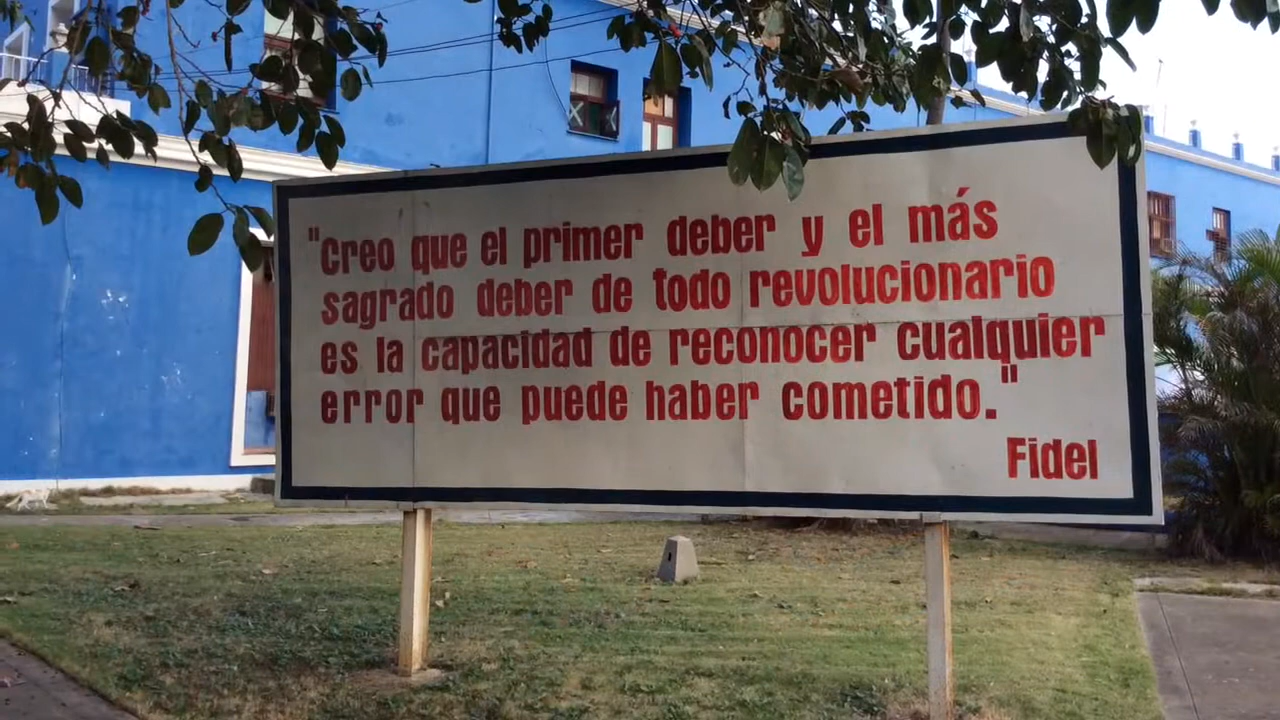 "Creo que el primer deber y el más
sagrado deber de todo revolucionario
es la capacidad de reconocer cualquier
error que puede haber cometido."
Fidel